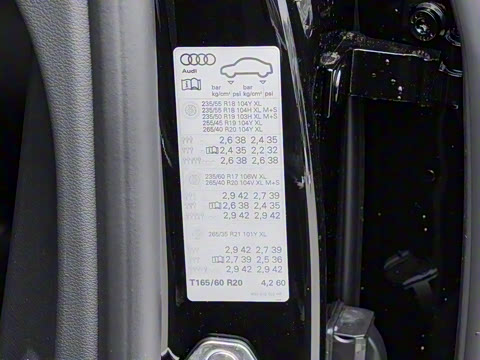 Audi
bar bar
kg/cm² psi kg/cm² psi
235/55 R18 104Y XL
235/55 R18 104H XL M+S
235/50 R19 103H XL M+S
255/45 R19 104Y XL
265/40 R20 104Y XL
2,6 38 2,4 35
2,4 35 2,2 32
2,6 38 2,6 38
235/60 R17 106W XL
265/40 R20 104V XL M+S
2,9 42 2,7 39
2,6 38 2,4 35
2,9 42 2,9 42
265/35 R21 101Y XL
2,9 42 2,7 39
2,7 39 2,5 36
2,9 42 2,9 42
T165/60 R20 4,2 60